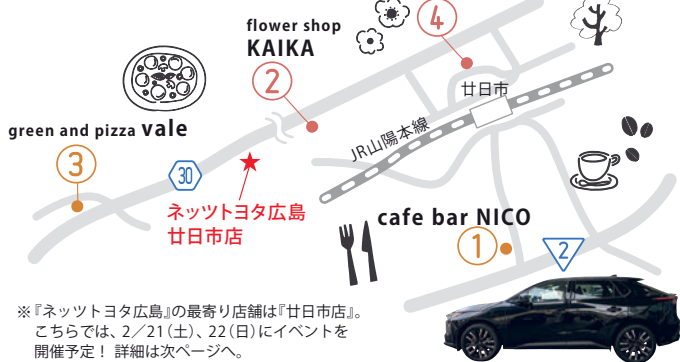 flower shop
KAIKA
②
④
廿日市
JR山陽本線
green and pizza vale
③
30
ネッツトヨタ広島
廿日市店
cafe bar NICO
①
2
※『ネッツトヨタ広島』の最寄り店舗は『廿日市店』。
こちらでは、2／21（土）、22（日）にイベントを
開催予定！ 詳細は次ページへ。